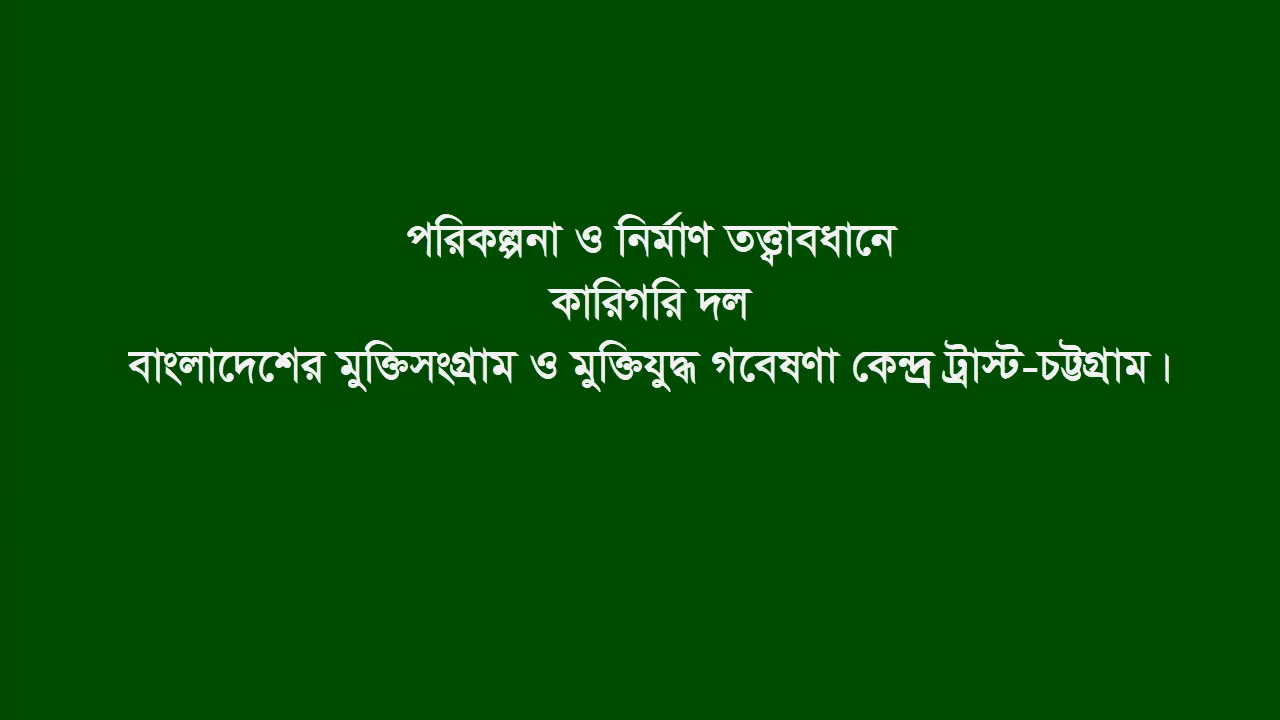 পরিকল্পনা ও নির্মাণ তত্ত্বাবধানে
কারিগরি দল
বাংলাদেশের মুক্তিসংগ্রাম ও মুক্তিযুদ্ধ গবেষণা কেন্দ্র ট্রাস্ট-চট্টগ্রাম।